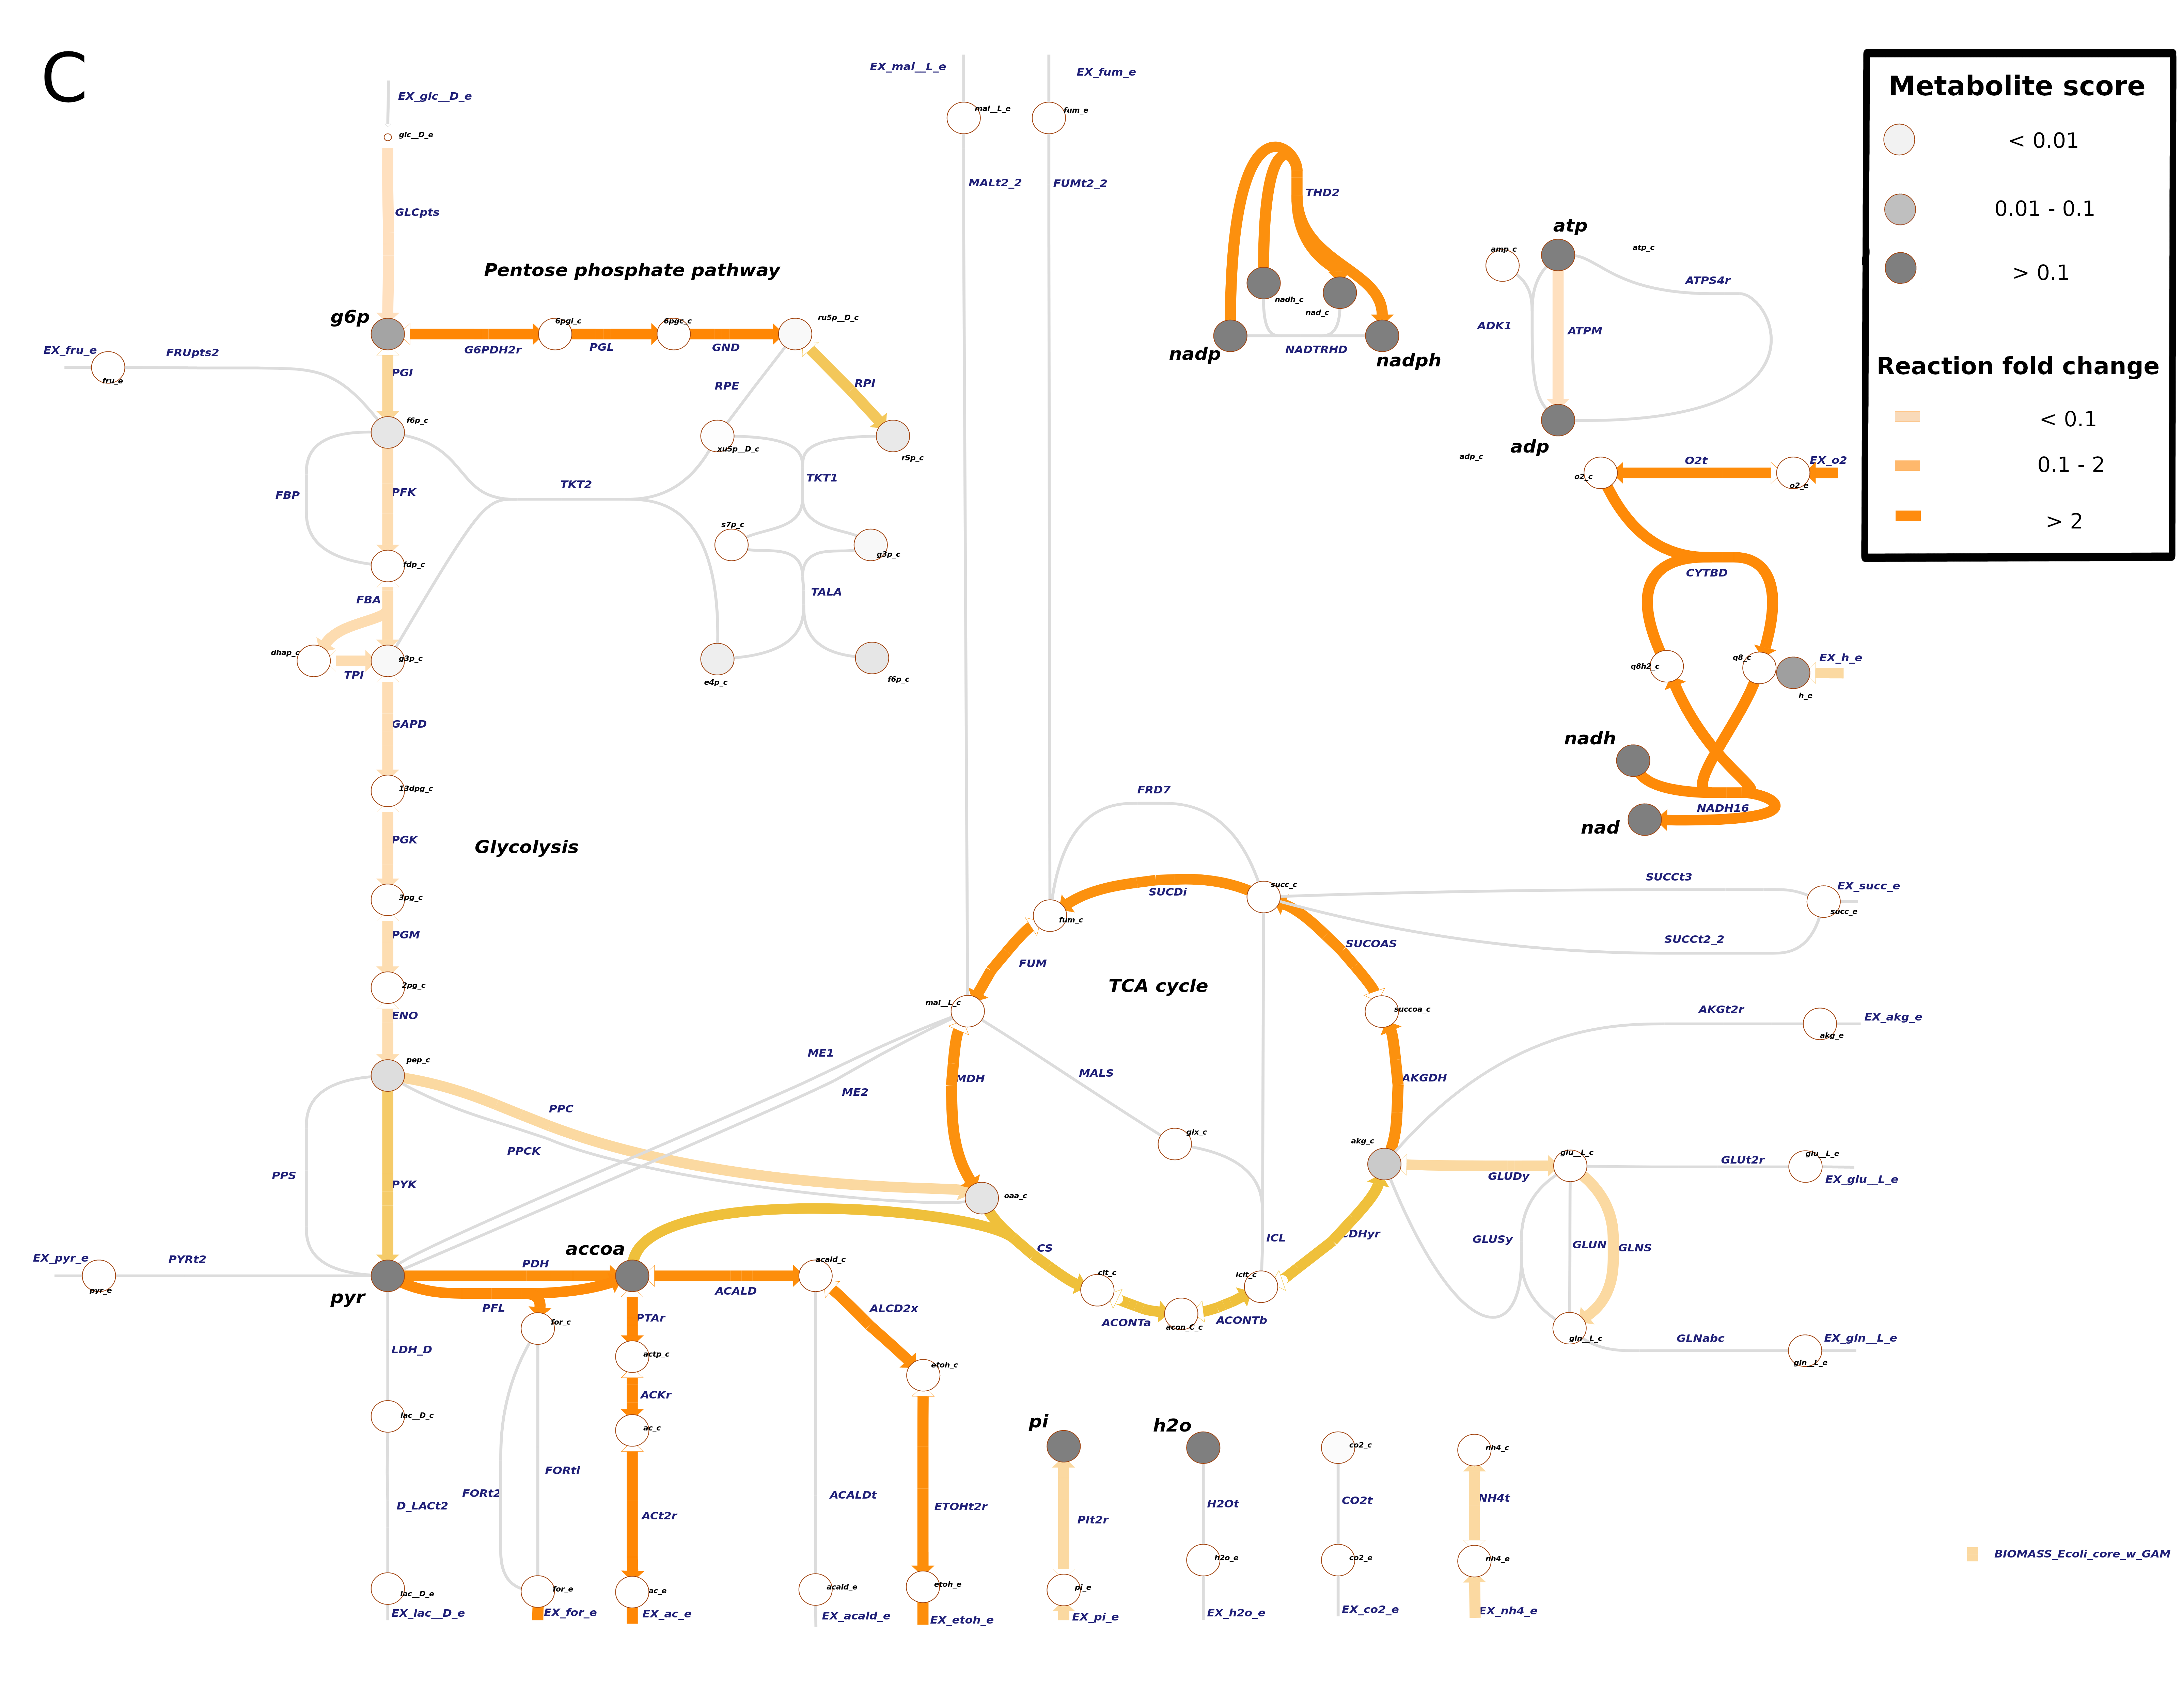 C
EX_glc__D_e
glc__D_e
GLCpts
Pentose phosphate pathway
g6p
G6PDH2r
6pgl_c
PGL
6pgc_c
GND
ru5p__D_c
RPI
RPE
r5p_c
xu5p__D_c
EX_fru_e
fru_e
FRUpts2
PGI
f6p_c
FBP
PFK
TKT2
TKT1
s7p_c
g3p_c
fdp_c
FBA
TALA
dhap_c
TPI
g3p_c
e4p_c
f6p_c
GAPD
13dpg_c
PGK
Glycolysis
3pg_c
PGM
2pg_c
ENO
pep_c
PPC
PPCK
PPS
PYK
ME1
ME2
EX_pyr_e
pyr_e
PYRt2
pyr
PDH
PFL
accoa
ACALD
acald_c
ALCD2x
for_c
PTAr
actp_c
etoh_c
LDH_D
ACKr
lac__D_c
ac_c
FORt2
FORti
D_LACt2
ACt2r
ACALDt
ETOHt2r
lac__D_e
EX_lac__D_e
for_e
EX_for_e
ac_e
EX_ac_e
acald_e
EX_acald_e
etoh_e
EX_etoh_e
EX_mal__L_e
mal__L_e
MALt2_2
EX_fum_e
fum_e
FUMt2_2
THD2
nadh_c
nad_c
nadp
NADTRHD
nadph
atp
amp_c
atp_c
ATPS4r
ADK1
ATPM
adp
adp_c
O2t
EX_o2
o2_c
o2_e
CYTBD
q8h2_c
q8_c
EX_h_e
h_e
nadh
NADH16
nad
FRD7
SUCDi
succ_c
fum_c
FUM
SUCOAS
TCA cycle
mal__L_c
succoa_c
MDH
MALS
AKGDH
glx_c
akg_c
oaa_c
CS
ICL
cit_c
ACONTa
acon_C_c
ACONTb
icit_c
CDHyr
SUCCt3
SUCCt2_2
EX_succ_e
succ_e
AKGt2r
EX_akg_e
akg_e
GLUDy
glu__L_c
GLUt2r
glu__L_e
EX_glu__L_e
GLUSy
GLUN
GLNS
gln__L_c
GLNabc
EX_gln__L_e
gln__L_e
pi
PIt2r
pi_e
EX_pi_e
h2o
H2Ot
h2o_e
EX_h2o_e
co2_c
CO2t
co2_e
EX_co2_e
nh4_c
NH4t
nh4_e
EX_nh4_e
BIOMASS_Ecoli_core_w_GAM
Metabolite score
< 0.01
0.01 - 0.1
> 0.1
Reaction fold change
< 0.1
0.1 - 2
> 2